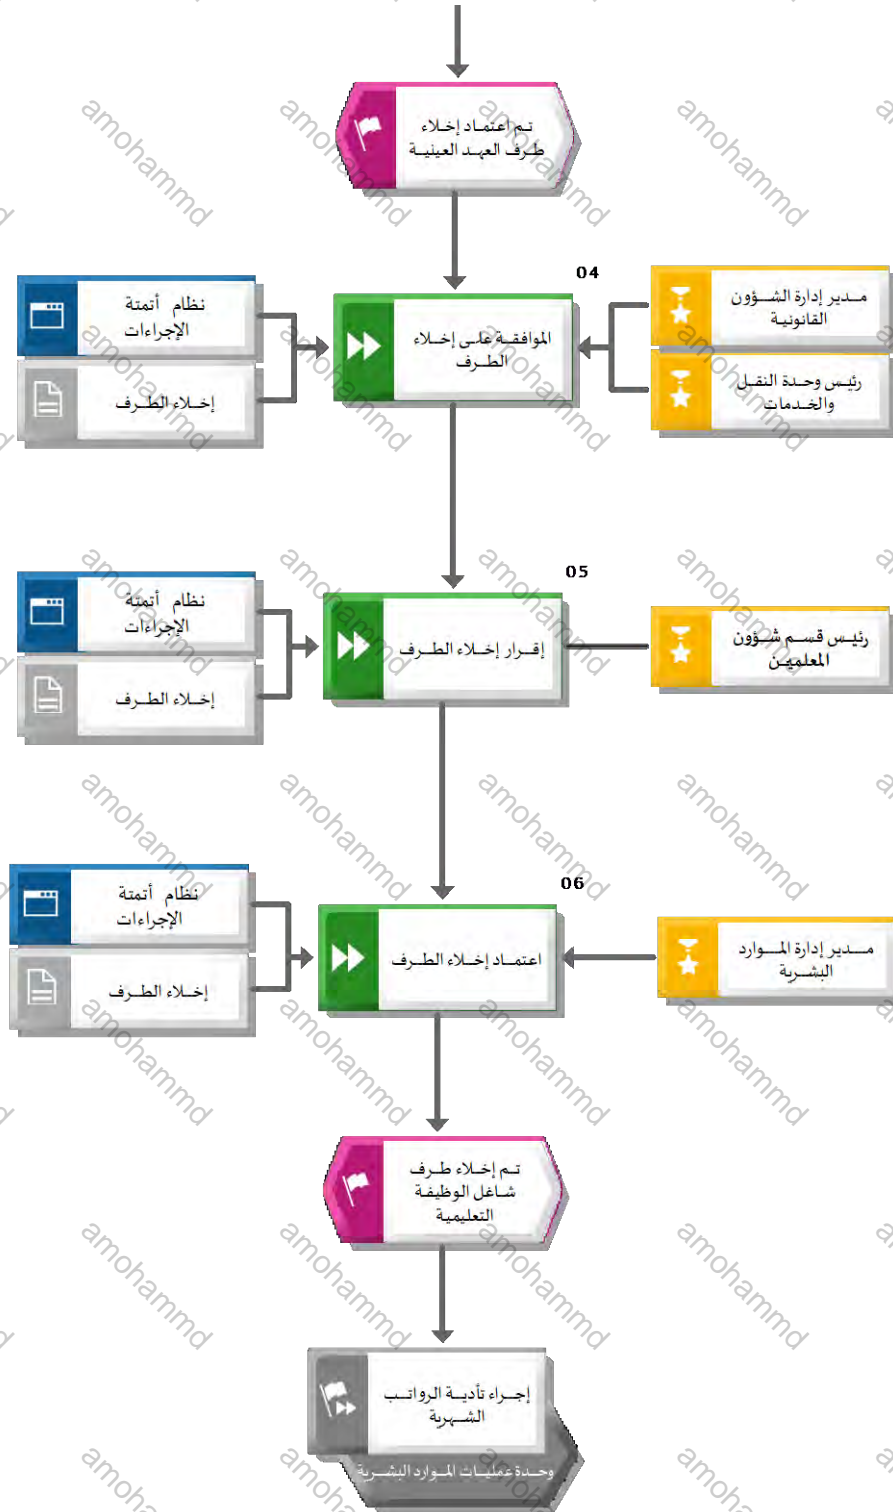 تم اعتماد إخلاء
طرف العهد العينية
04
مدير إدارة الشؤون
القانونية
رئيس وحدة النقل
والخدمات
الموافقة على إخلاء
الطرف
نظام أتمتة
الإجراءات
إخلاء الطرف
05
رئيس قسم شؤون
المعلمين
إقرار إخلاء الطرف
نظام أتمتة
الإجراءات
إخلاء الطرف
06
مدير إدارة الموارد
البشرية
اعتماد إخلاء الطرف
نظام أتمتة
الإجراءات
إخلاء الطرف
تم إخلاء طرف
شاغل الوظيفة
التعليمية
إجراء تأدية الرواتب
الشهرية
وحدة عمليات الموارد البشرية
amohammd